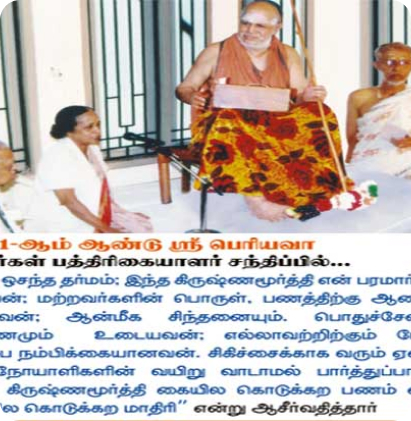 1-ஆம் ஆண்டு ஸ்ரீ பெரியவா
ர்கள் பத்திரிகையாளர் சந்திப்பில்...
ஒசந்த தர்மம்; இந்த கிருஷ்ணமூர்த்தி என் பரமார்
ன்; மற்றவர்களின் பொருள், பணத்திற்கு ஆசை
வன்; ஆன்மீக சிந்தனையும். பொதுச்சே
ணமும் உடையவன்; எல்லாவற்றிற்கும் மே
ய நம்பிக்கையானவன். சிகிச்சைக்காக வரும் ஏ
நோயாளிகளின் வயிறு வாடாமல் பார்த்துப்பா
கிருஷ்ணமூர்த்தி கையில கொடுக்கற பணம்
ல கொடுக்கற மாதிரி" என்று ஆசீர்வதித்தார்